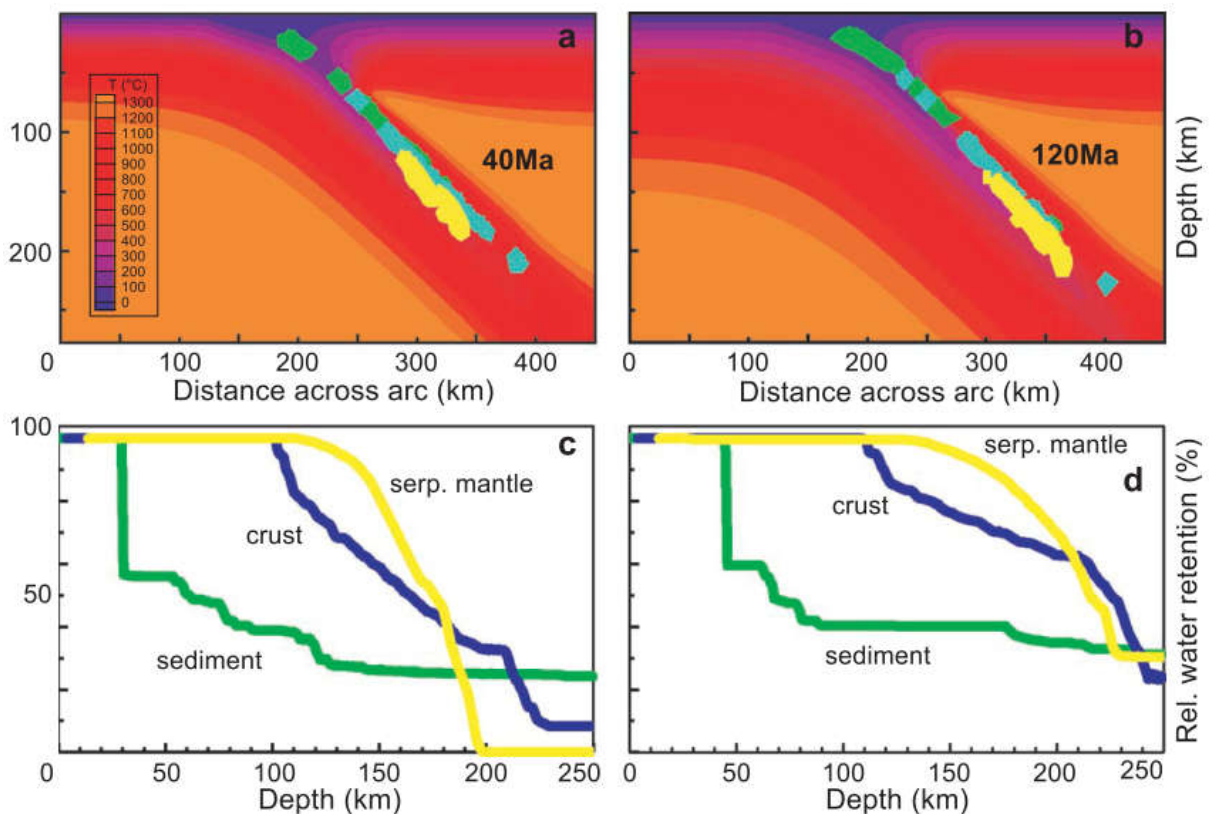 a
b
T (°C)
1300
1200
1100
1000
900
800
700
600
500
400
300
200
100
0
40Ma
120Ma
100
200
Depth (km)
0 100 200 300 400
0 100 200 300 400
Distance across arc (km)
Distance across arc (km)
100
50
c
serp. mantle
crust
sediment
serp. mantle
d
crust
sediment
Rel. water retention (%)
0 50 100 150 200 250
0 50 100 150 200 250
Depth (km)
Depth (km)